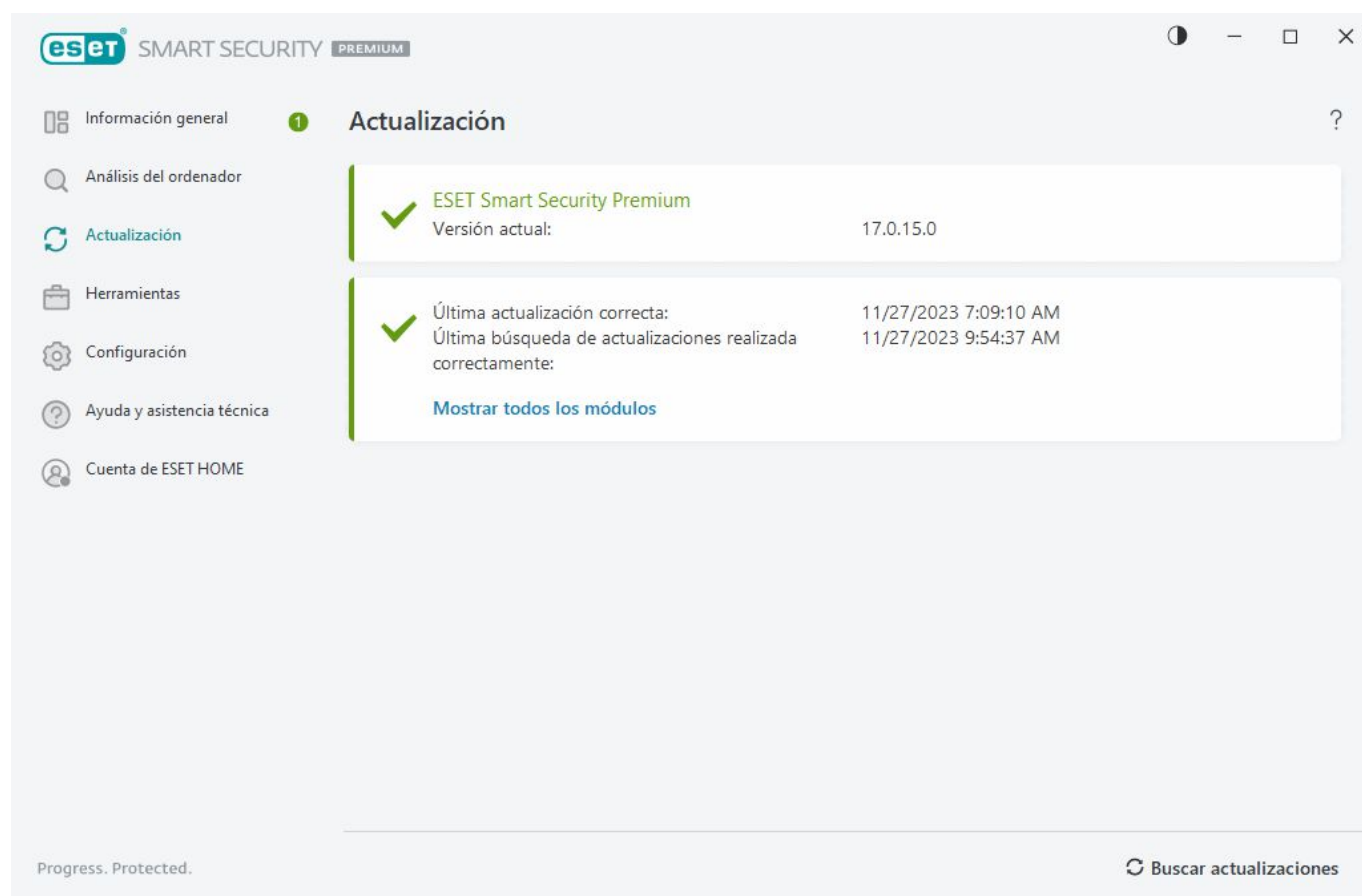 eset SMART SECURITY PREMIUM
Información general 1
Análisis del ordenador
Actualización
Herramientas
Configuración
Ayuda y asistencia técnica
Cuenta de ESET HOME
Actualización ?
ESET Smart Security Premium
Versión actual: 17.0.15.0
Última actualización correcta: 11/27/2023 7:09:10 AM
Última búsqueda de actualizaciones realizada 11/27/2023 9:54:37 AM
correctamente:
Mostrar todos los módulos
Progress. Protected.
Buscar actualizaciones